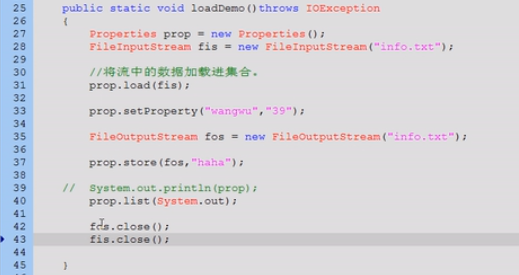 25 public static void loadDemo()throws IOException
26 {
27 Properties prop = new Properties();
28 FileInputStream fis = new FileInputStream("info.txt");
29
30 //将流中的数据加载进集合。
31 prop.load(fis);
32
33 prop.setProperty("wangwu","39");
34
35 FileOutputStream fos = new FileOutputStream("info.txt");
36
37 prop.store(fos,"haha");
38
39 // System.out.println(prop);
40 prop.list(System.out);
41
42 fos.close();
43 fis.close();
44
45 }